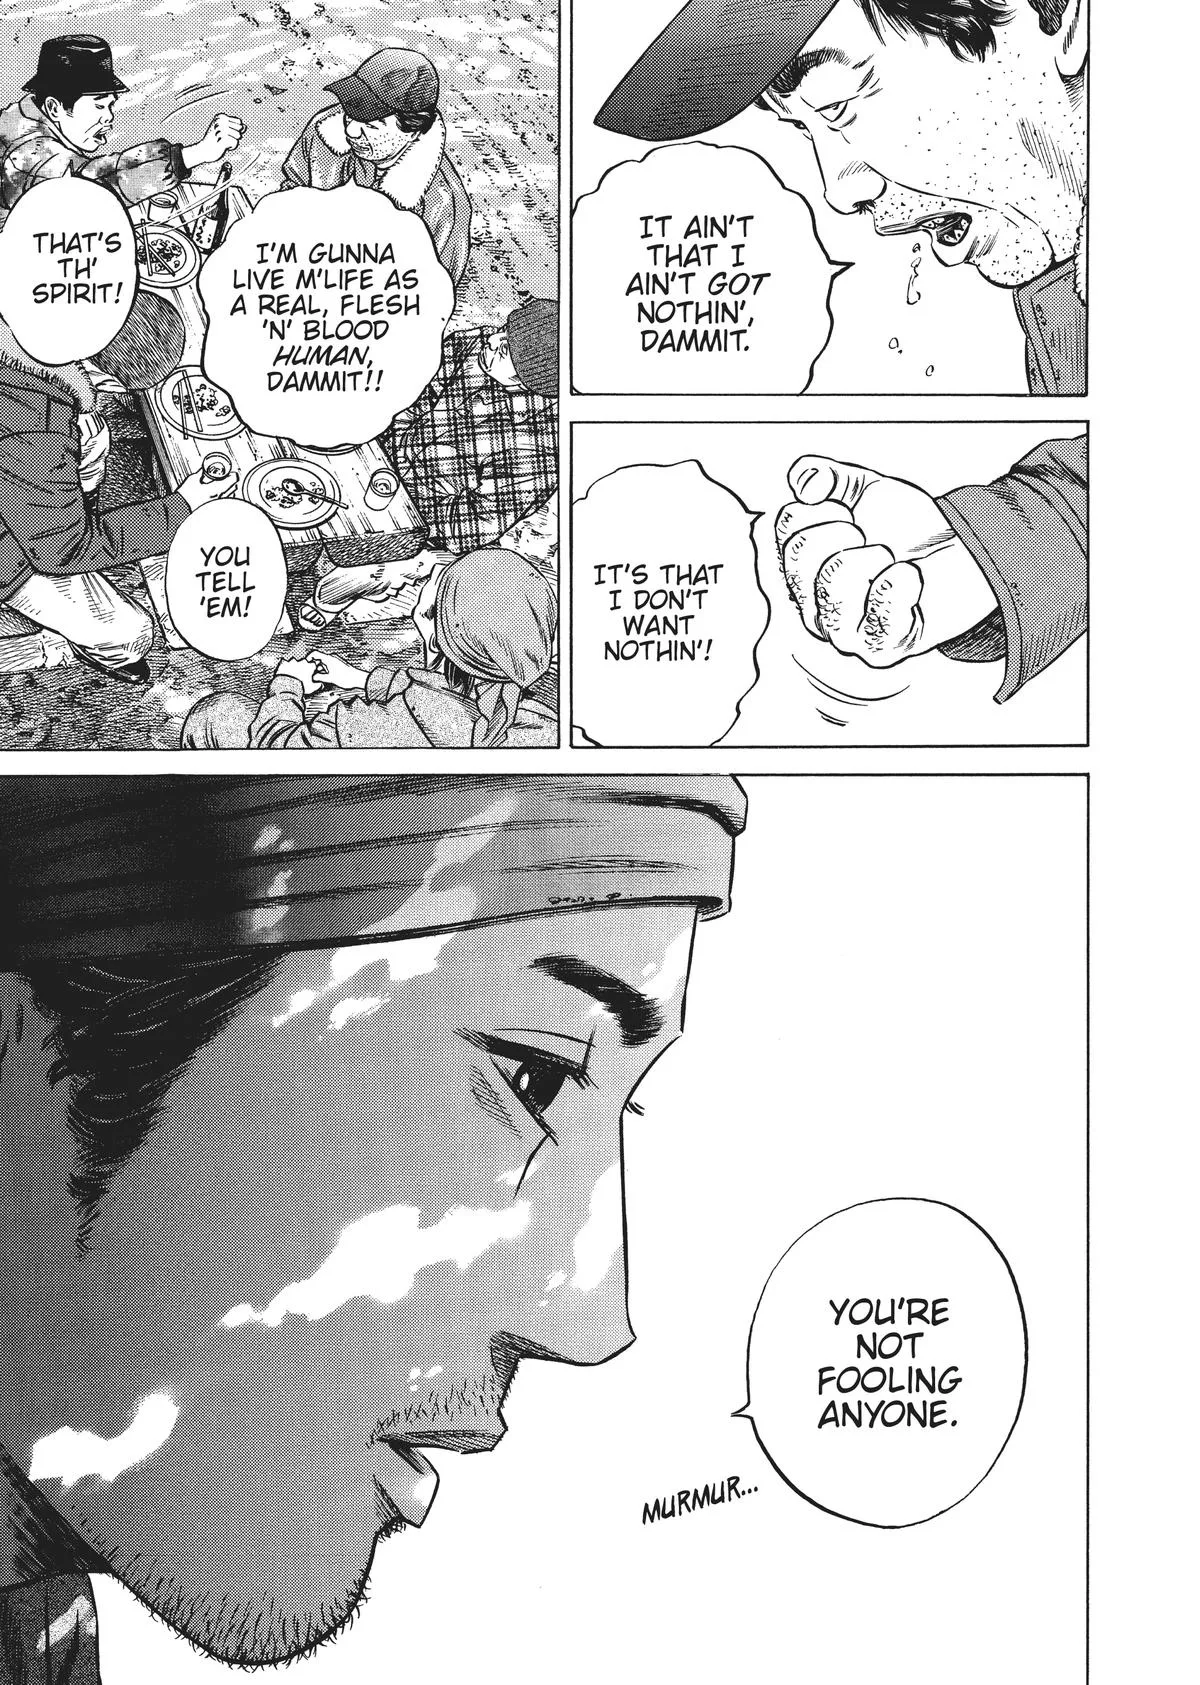 IT AIN'T
THAT I
AIN'T GOT
NOTHIN',
DAMMIT.
IT'S THAT
I DON'T
WANT
NOTHIN'!
I'M GUNNA
LIVE M'LIFE AS
A REAL, FLESH
'N' BLOOD
HUMAN,
DAMMIT!!
THAT'S
TH'
SPIRIT!
YOU
TELL
'EM!
YOU'RE
NOT
FOOLING
ANYONE.
MURMUR...